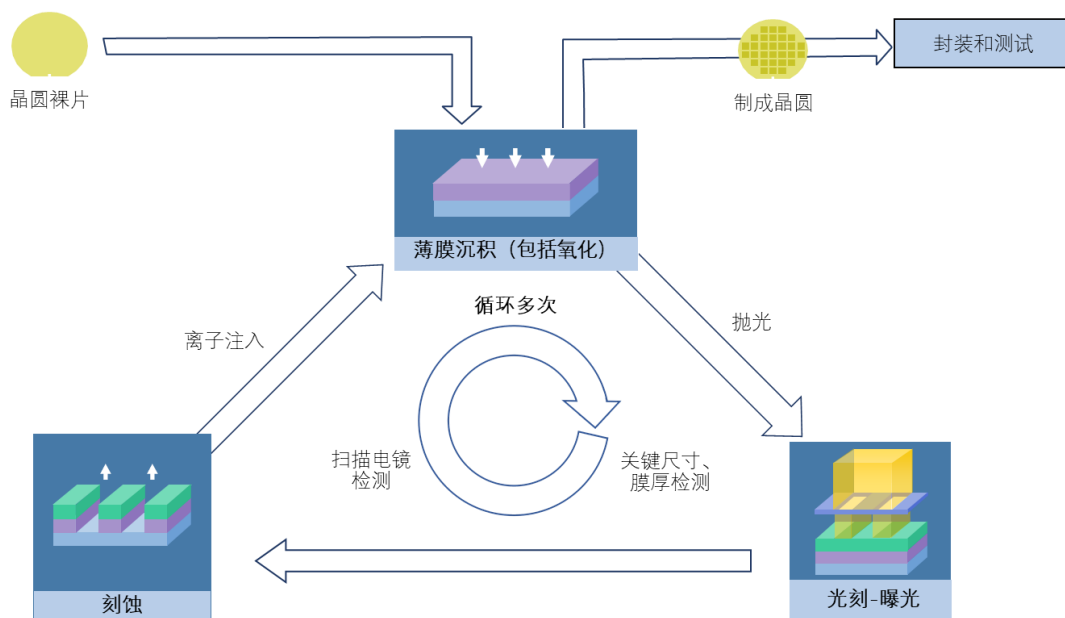 晶圆裸片
制成晶圆
封装和测试
薄膜沉积（包括氧化）
循环多次
离子注入
抛光
扫描电镜
检测
关键尺寸、
膜厚检测
刻蚀
光刻-曝光